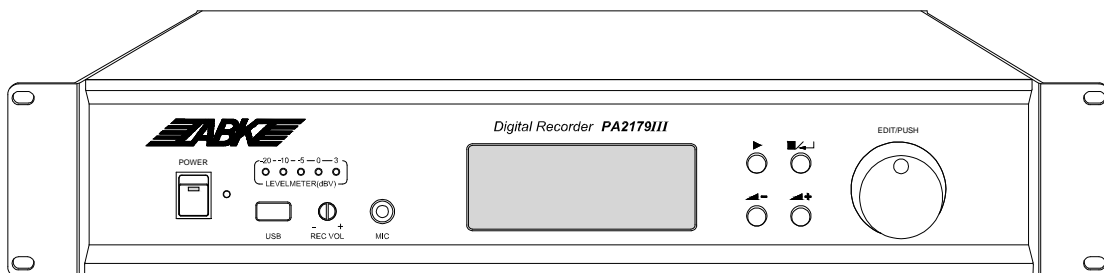 ABK
Digital Recorder PA2179III
EDIT/PUSH
POWER
-20 -10 -5 0 3
LEVELMETER(dBV)
USB
- +
REC VOL
MIC